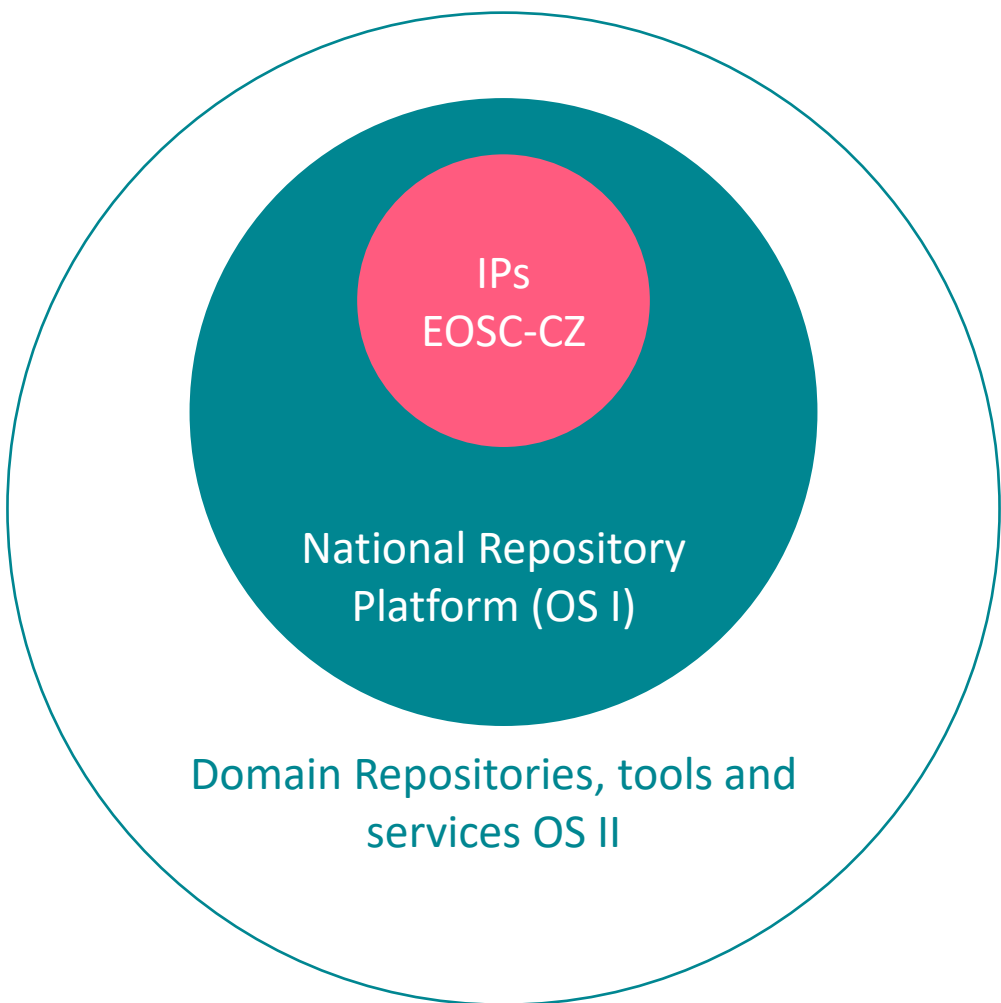 IPs
EOSC-CZ
National Repository
Platform (OS I)
Domain Repositories, tools and
services OS II